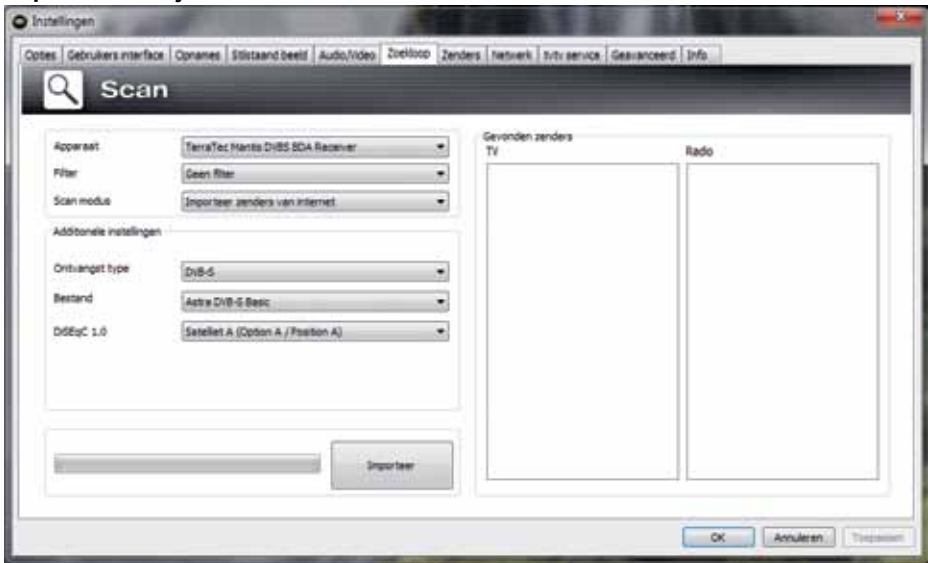 Instellingen
Opties Gebruikers interface Opnames Stilstaand beeld Audio/Video Zoekloop Zenders Netwerk tvtv service Geavanceerd Info
Scan
Apparaat TerraTec Mantis DVBS BDA Receiver
Filter Geen filter
Scan modus Importeer zenders van internet
Additionele instellingen
Ontvangst type DVB-S
Bestand Astra DVB-S Basic
DiSEqC 1.0 Satelliet A (Option A / Position A)
Importeer
Gevonden zenders
TV Radio
OK Annuleren Toepassen